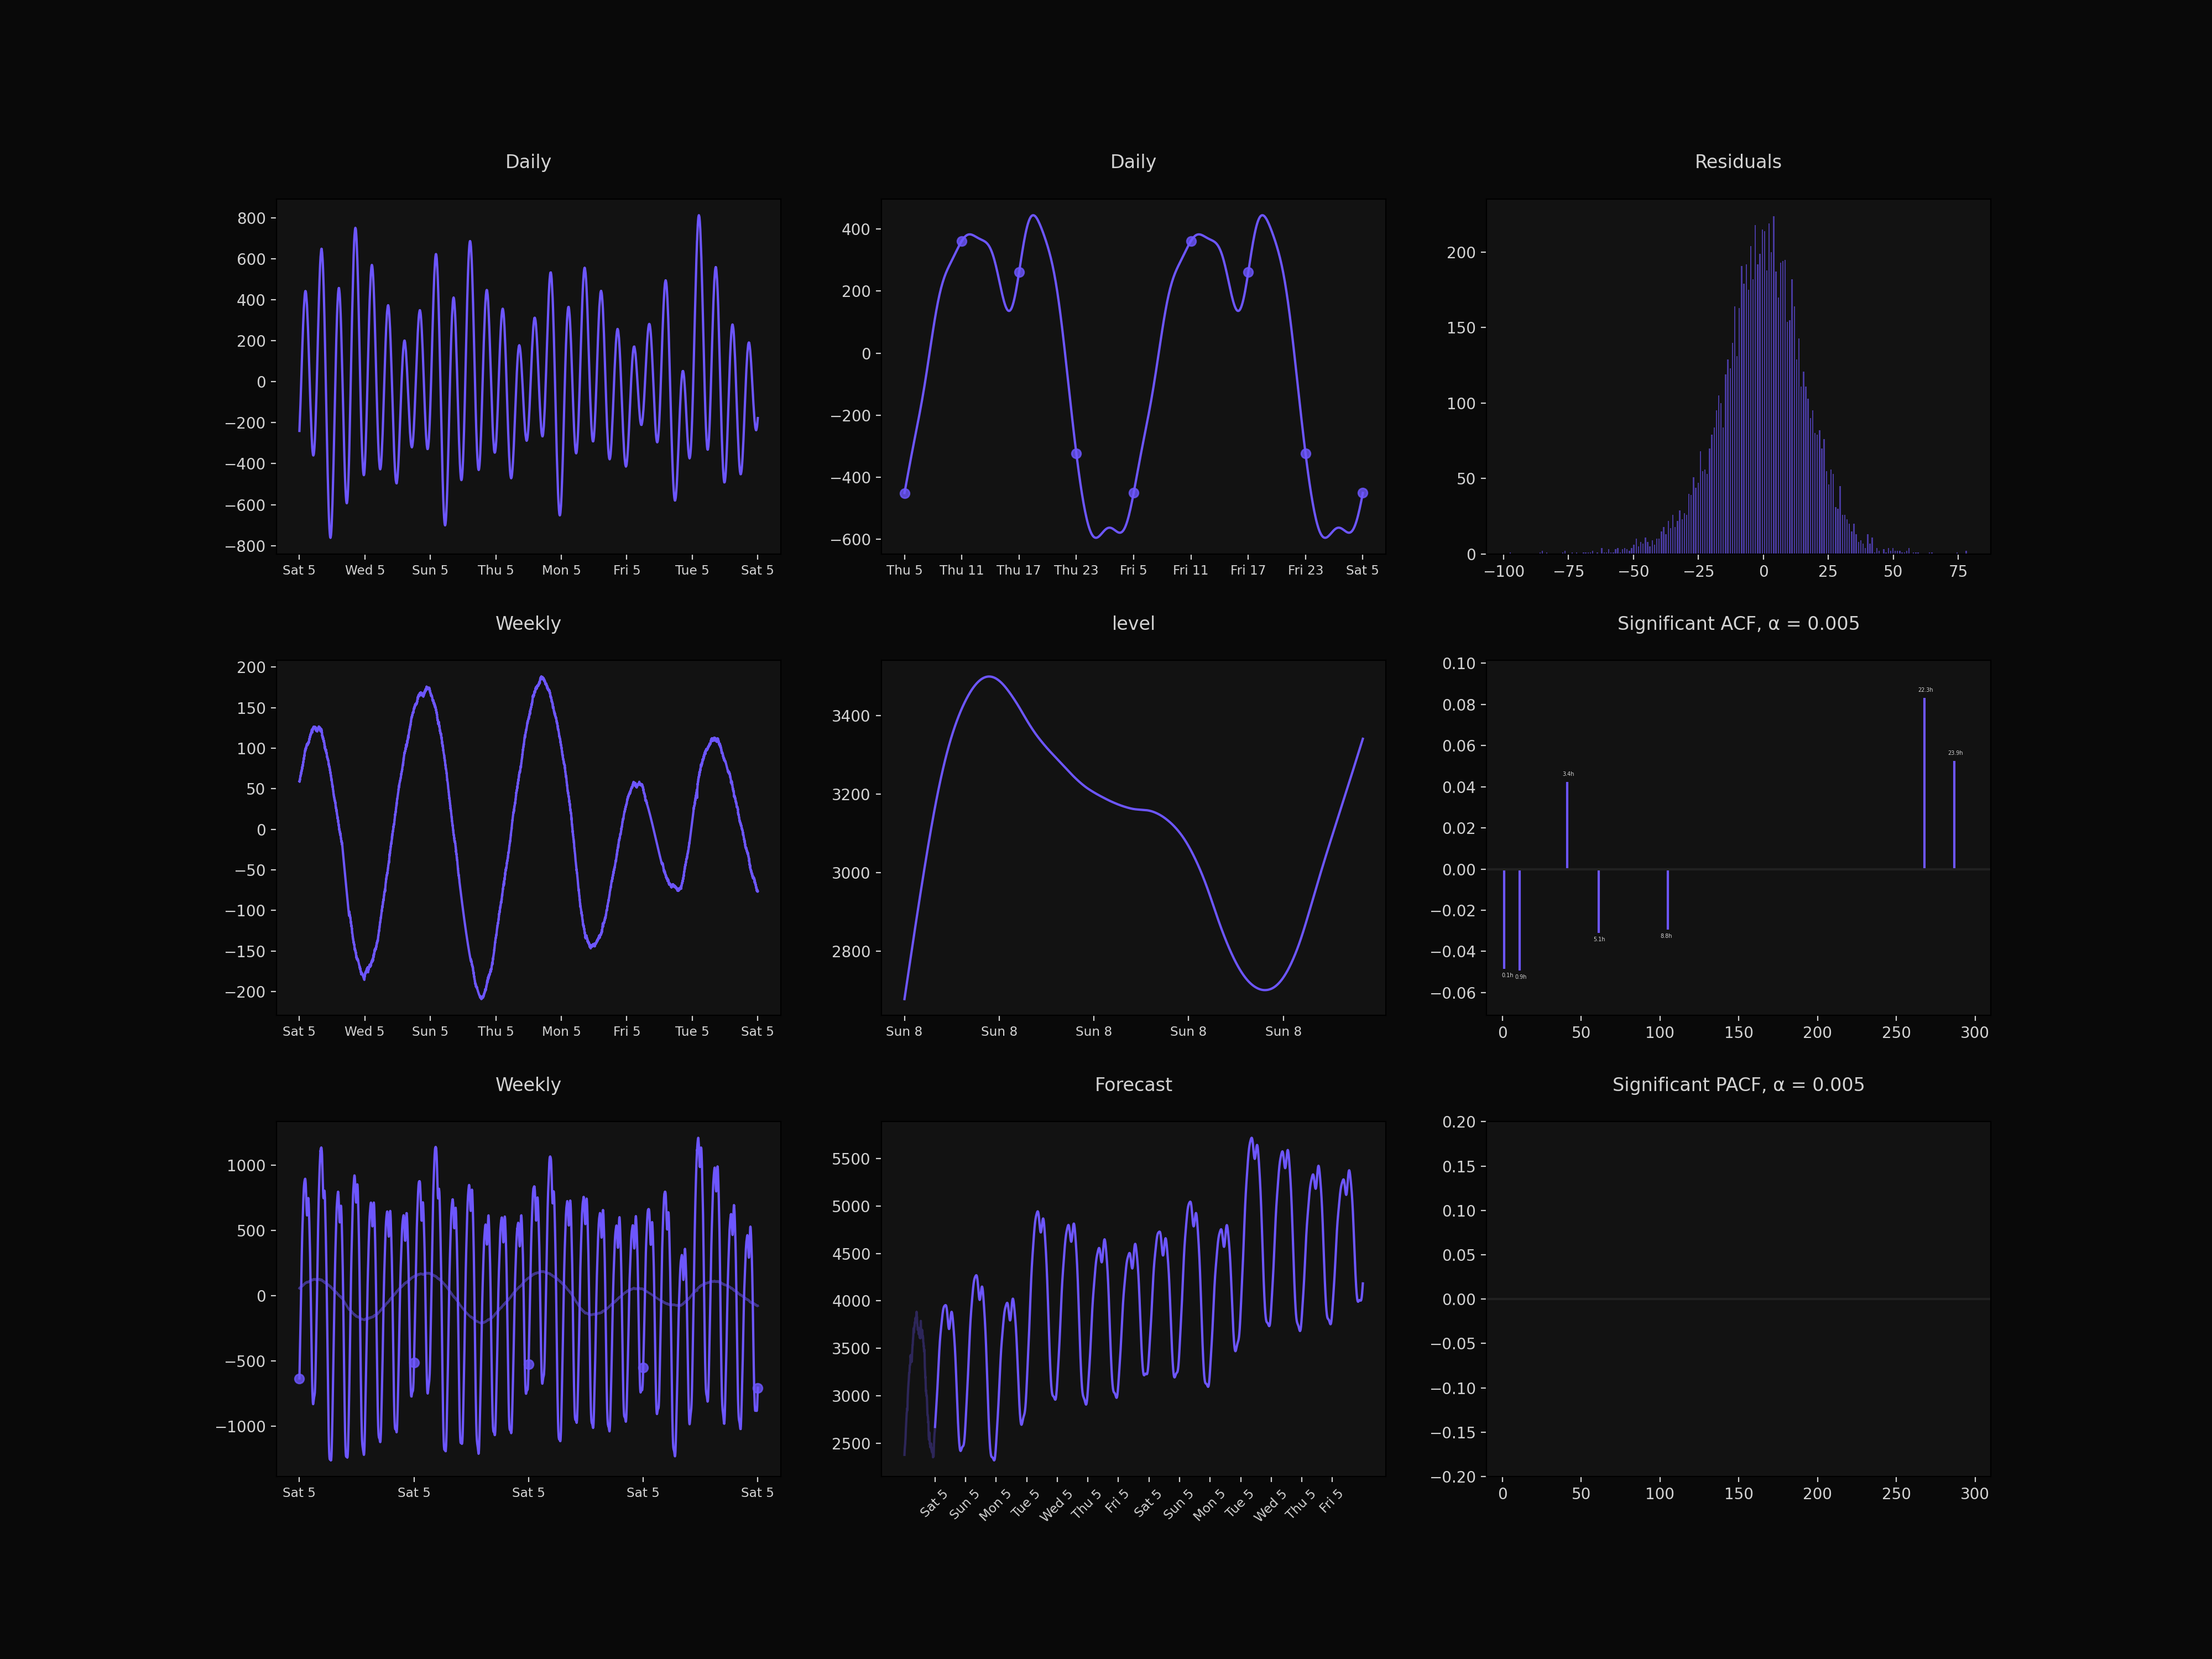 Daily
800
600
400
200
0
−200
−400
−600
−800
Sat 5 Wed 5 Sun 5 Thu 5 Mon 5 Fri 5 Tue 5 Sat 5
Daily
400
200
0
−200
−400
−600
Thu 5 Thu 11 Thu 17 Thu 23 Fri 5 Fri 11 Fri 17 Fri 23 Sat 5
Residuals
200
150
100
50
0
−100 −75 −50 −25 0 25 50 75
Weekly
200
150
100
50
0
−50
−100
−150
−200
Sat 5 Wed 5 Sun 5 Thu 5 Mon 5 Fri 5 Tue 5 Sat 5
level
3400
3200
3000
2800
Sun 8 Sun 8 Sun 8 Sun 8 Sun 8
Significant ACF, α = 0.005
0.10
0.08
0.06
0.04
0.02
0.00
−0.02
−0.04
−0.06
22.3h
23.9h
3.4h
5.1h
8.8h
0.1h
0.9h
0 50 100 150 200 250 300
Weekly
1000
500
0
−500
−1000
Sat 5 Sat 5 Sat 5 Sat 5 Sat 5
Forecast
5500
5000
4500
4000
3500
3000
2500
Sat 5 Sun 5 Mon 5 Tue 5 Wed 5 Thu 5 Fri 5 Sat 5 Sun 5 Mon 5 Tue 5 Wed 5 Thu 5 Fri 5
Significant PACF, α = 0.005
0.20
0.15
0.10
0.05
0.00
−0.05
−0.10
−0.15
−0.20
0 50 100 150 200 250 300